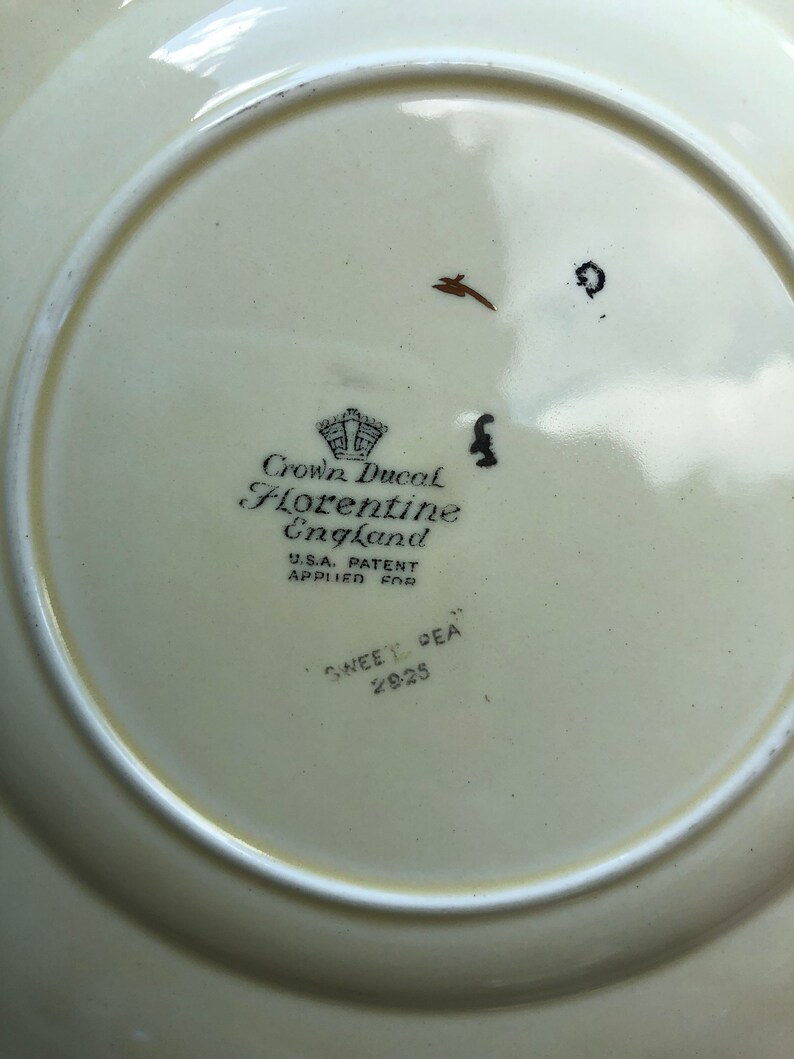 Crown Ducal
Florentine
England
U.S.A. PATENT
APPLIED FOR
"SWEET PEA"
2925